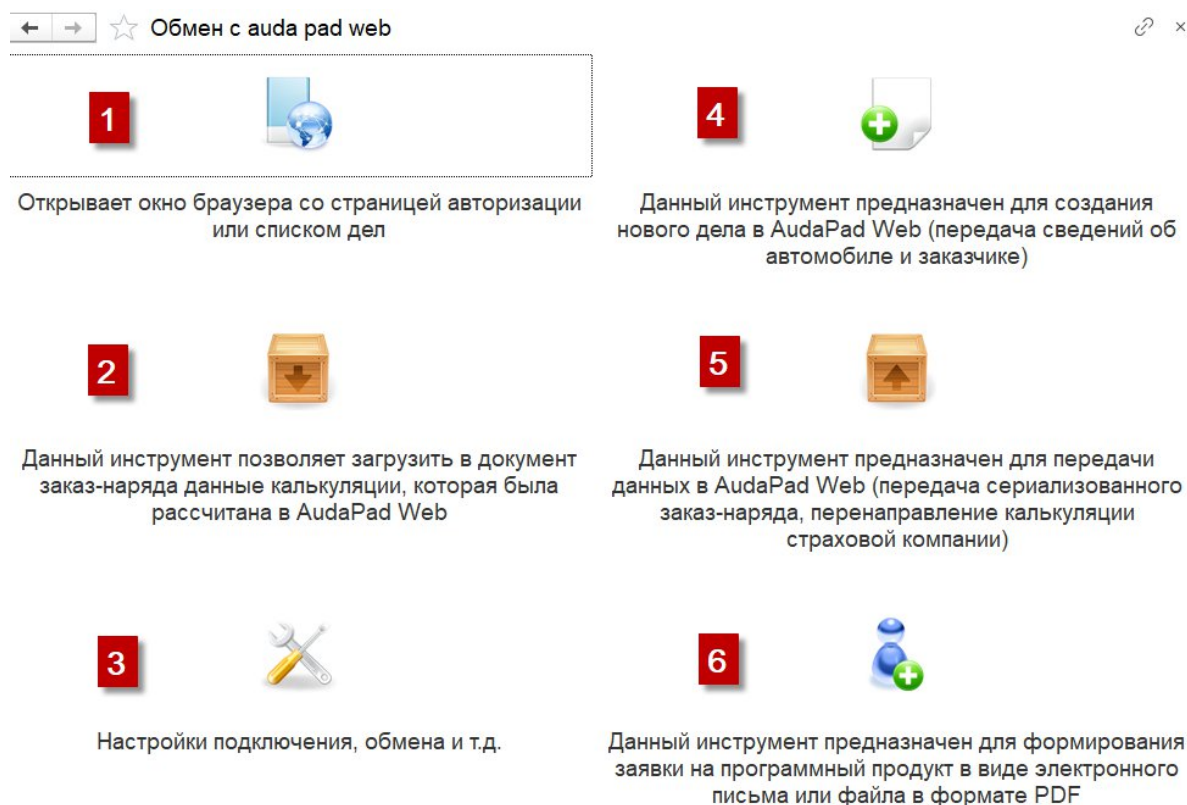 Обмен с auda pad web
1
Открывает окно браузера со страницей авторизации
или списком дел
4
Данный инструмент предназначен для создания
нового дела в AudaPad Web (передача сведений об
автомобиле и заказчике)
2
Данный инструмент позволяет загрузить в документ
заказ-наряда данные калькуляции, которая была
рассчитана в AudaPad Web
5
Данный инструмент предназначен для передачи
данных в AudaPad Web (передача сериализованного
заказ-наряда, перенаправление калькуляции
страховой компании)
3
Настройки подключения, обмена и т.д.
6
Данный инструмент предназначен для формирования
заявки на программный продукт в виде электронного
письма или файла в формате PDF